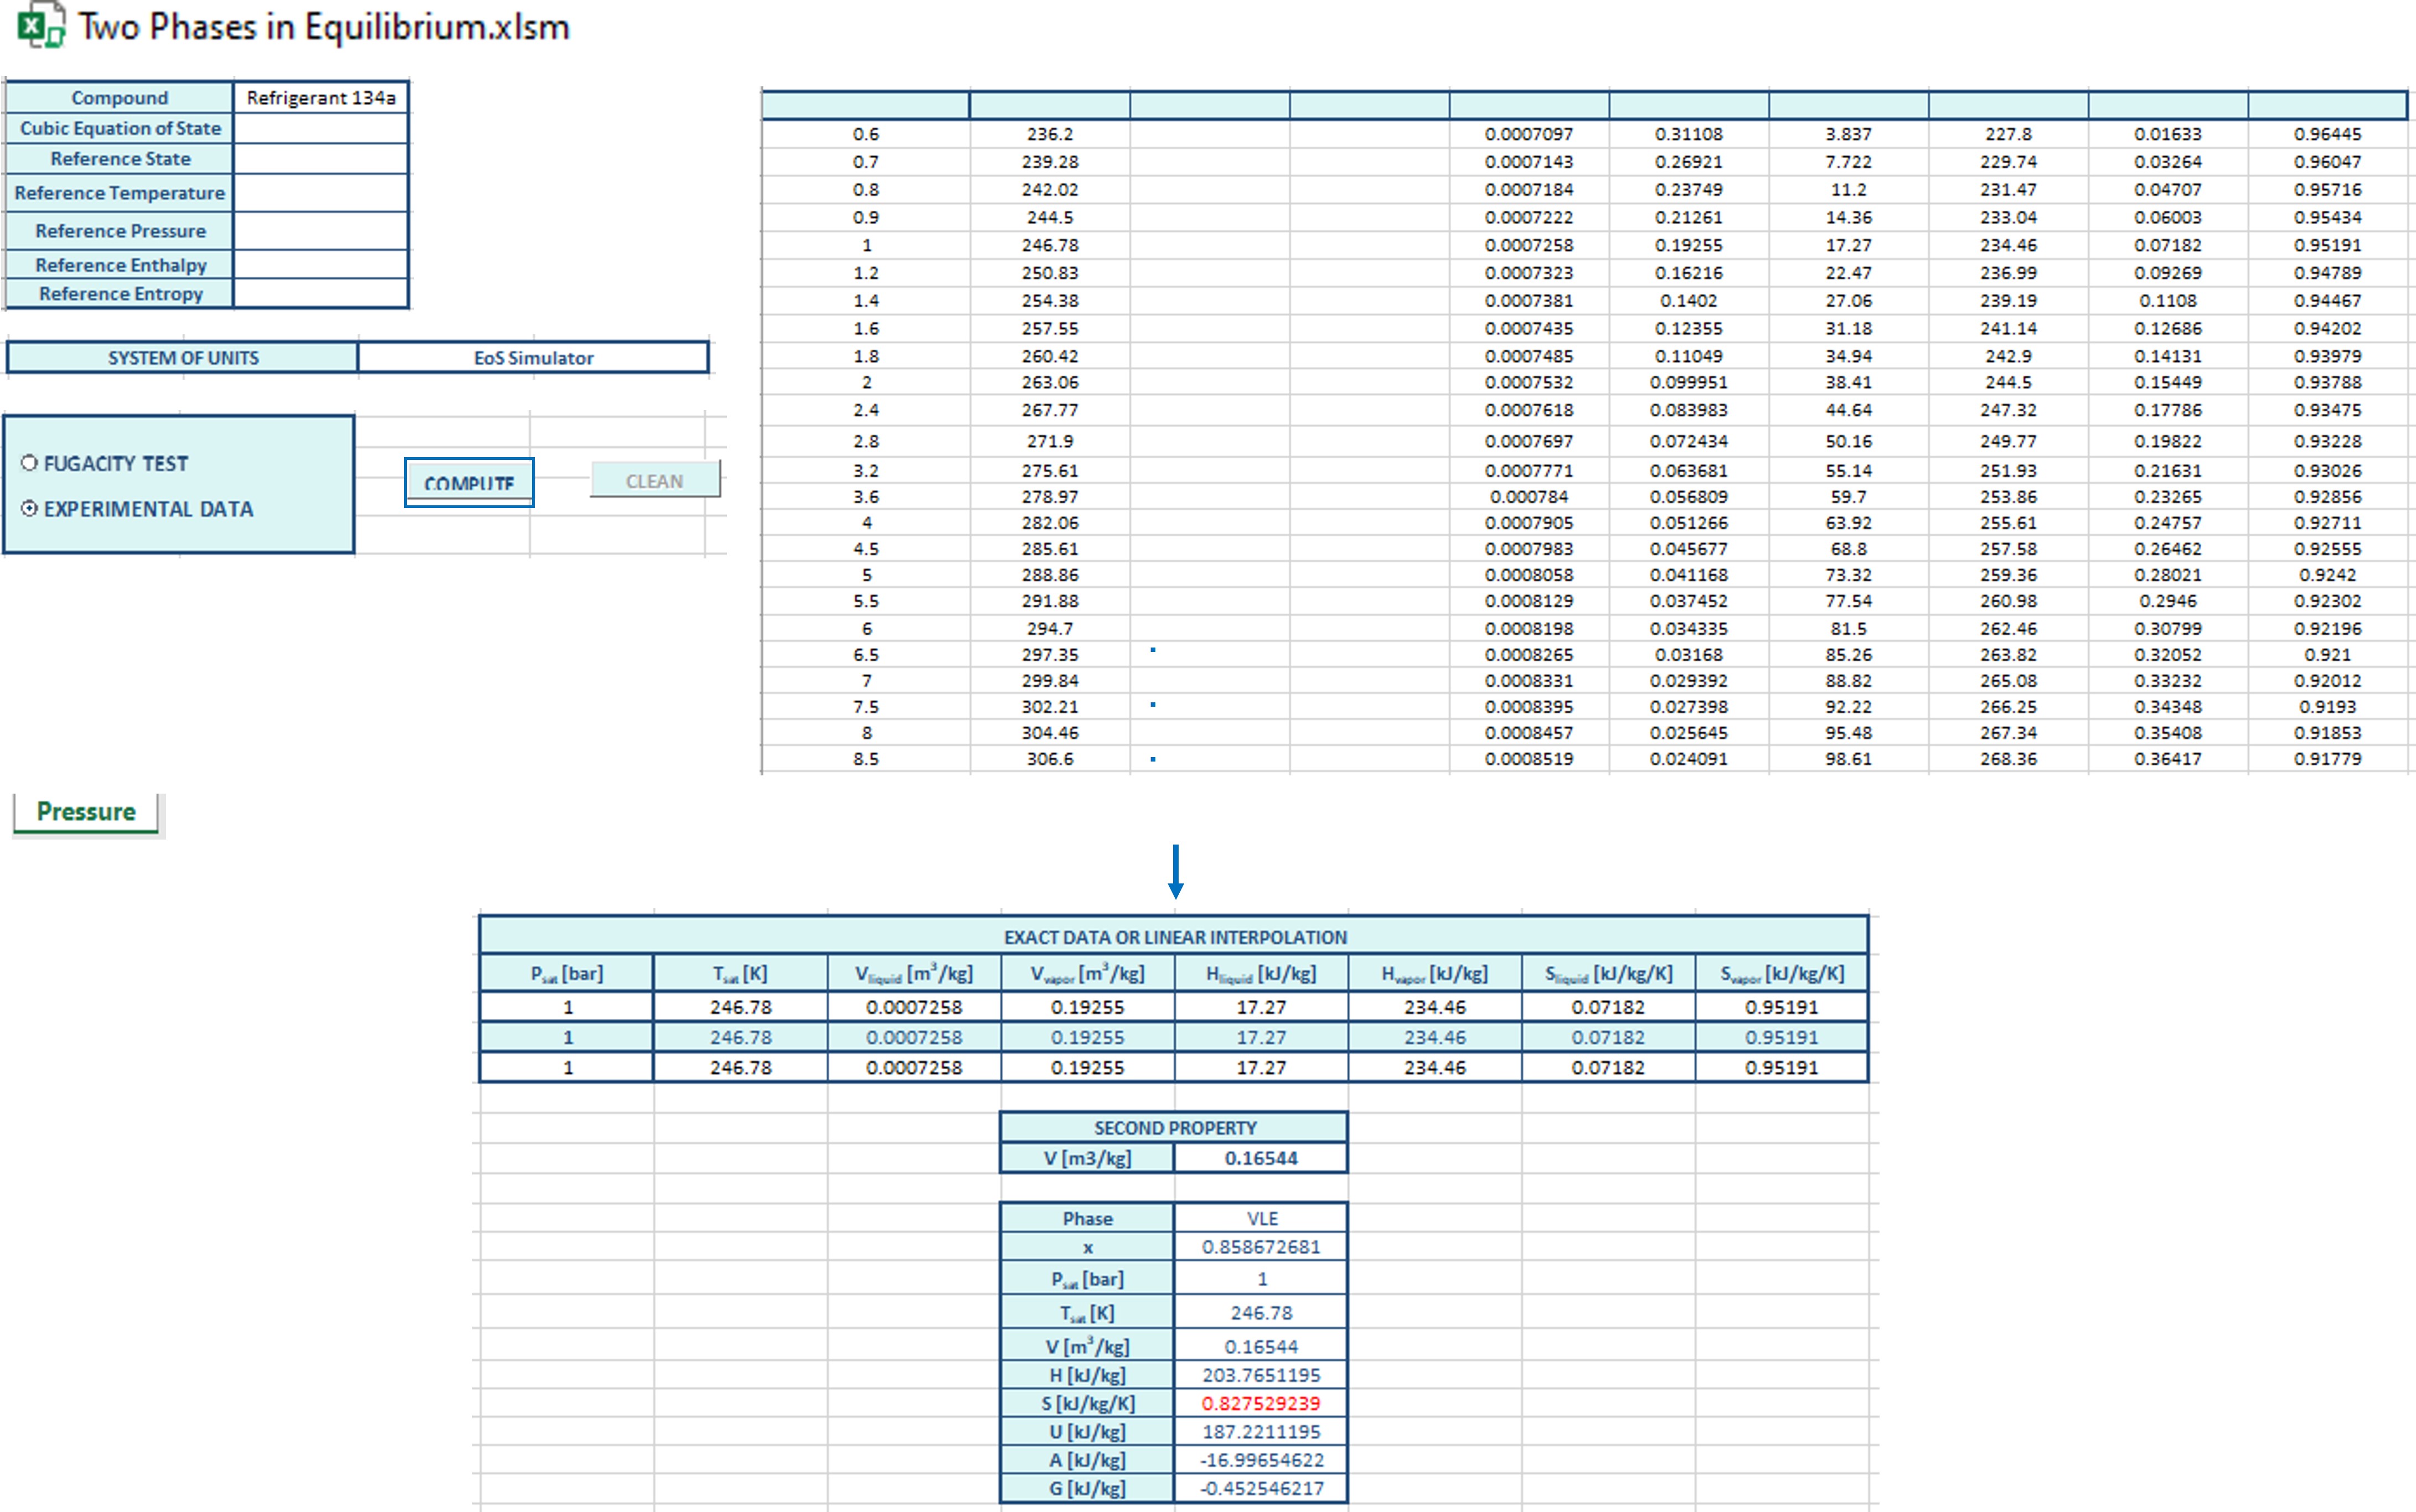 Two Phases in Equilibrium.xlsm
Compound Refrigerant 134a
Cubic Equation of State
Reference State
Reference Temperature
Reference Pressure
Reference Enthalpy
Reference Entropy
SYSTEM OF UNITS EoS Simulator
FUGACITY TEST
EXPERIMENTAL DATA
COMPUTE
CLEAN
0.6 236.2 0.0007097 0.31108 3.837 227.8 0.01633 0.96445
0.7 239.28 0.0007143 0.26921 7.722 229.74 0.03264 0.96047
0.8 242.02 0.0007184 0.23749 11.2 231.47 0.04707 0.95716
0.9 244.5 0.0007222 0.21261 14.36 233.04 0.06003 0.95434
1 246.78 0.0007258 0.19255 17.27 234.46 0.07182 0.95191
1.2 250.83 0.0007323 0.16216 22.47 236.99 0.09269 0.94789
1.4 254.38 0.0007381 0.1402 27.06 239.19 0.1108 0.94467
1.6 257.55 0.0007435 0.12355 31.18 241.14 0.12686 0.94202
1.8 260.42 0.0007485 0.11049 34.94 242.9 0.14131 0.93979
2 263.06 0.0007532 0.099951 38.41 244.5 0.15449 0.93788
2.4 267.77 0.0007618 0.083983 44.64 247.32 0.17786 0.93475
2.8 271.9 0.0007697 0.072434 50.16 249.77 0.19822 0.93228
3.2 275.61 0.0007771 0.063681 55.14 251.93 0.21631 0.93026
3.6 278.97 0.000784 0.056809 59.7 253.86 0.23265 0.92856
4 282.06 0.0007905 0.051266 63.92 255.61 0.24757 0.92711
4.5 285.61 0.0007983 0.045677 68.8 257.58 0.26462 0.92555
5 288.86 0.0008058 0.041168 73.32 259.36 0.28021 0.9242
5.5 291.88 0.0008129 0.037452 77.54 260.98 0.2946 0.92302
6 294.7 0.0008198 0.034335 81.5 262.46 0.30799 0.92196
6.5 297.35 0.0008265 0.03168 85.26 263.82 0.32052 0.921
7 299.84 0.0008331 0.029392 88.82 265.08 0.33232 0.92012
7.5 302.21 0.0008395 0.027398 92.22 266.25 0.34348 0.9193
8 304.46 0.0008457 0.025645 95.48 267.34 0.35408 0.91853
8.5 306.6 0.0008519 0.024091 98.61 268.36 0.36417 0.91779
Pressure
EXACT DATA OR LINEAR INTERPOLATION
Psat [bar] Tsat [K] Vliquid [m³/kg] Vvapor [m³/kg] Hliquid [kJ/kg] Hvapor [kJ/kg] Sliquid [kJ/kg/K] Svapor [kJ/kg/K]
1 246.78 0.0007258 0.19255 17.27 234.46 0.07182 0.95191
1 246.78 0.0007258 0.19255 17.27 234.46 0.07182 0.95191
1 246.78 0.0007258 0.19255 17.27 234.46 0.07182 0.95191
SECOND PROPERTY
V [m3/kg] 0.16544
Phase VLE
x 0.858672681
Psat [bar] 1
Tsat [K] 246.78
V [m³/kg] 0.16544
H [kJ/kg] 203.7651195
S [kJ/kg/K] 0.827529239
U [kJ/kg] 187.2211195
A [kJ/kg] -16.99654622
G [kJ/kg] -0.452546217